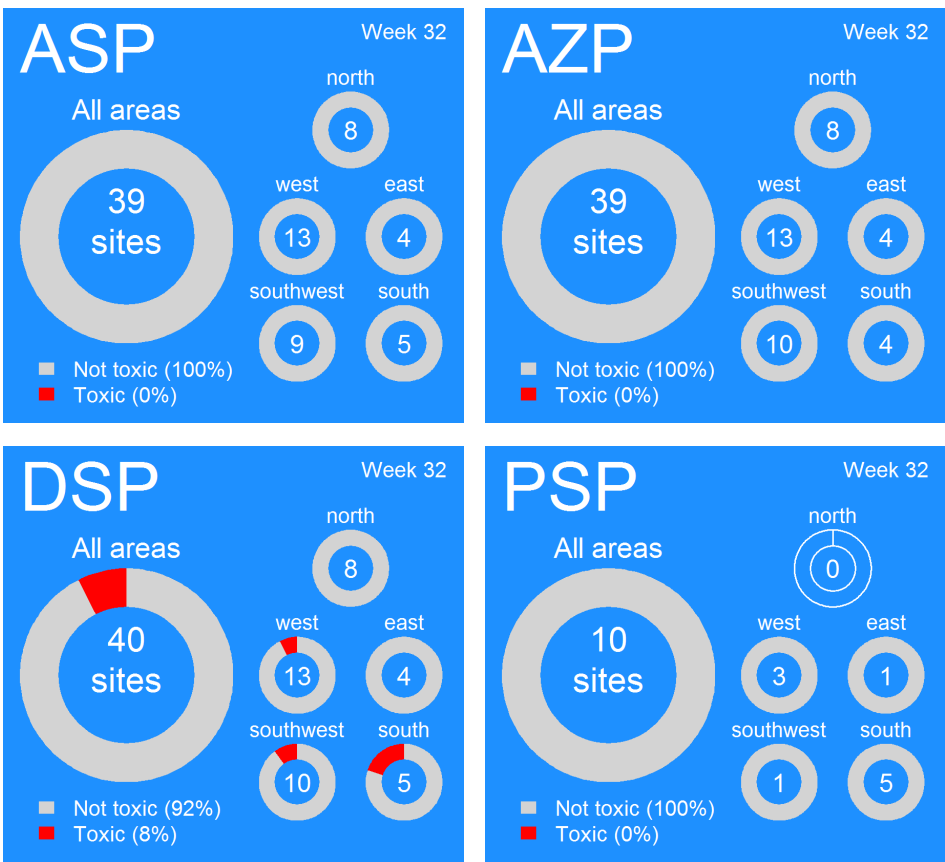 ASP
Week 32
All areas
39
sites
north
8
west
east
13
4
southwest
south
9
5
Not toxic (100%)
Toxic (0%)
AZP
Week 32
All areas
39
sites
north
8
west
east
13
4
southwest
south
10
4
Not toxic (100%)
Toxic (0%)
DSP
Week 32
All areas
40
sites
north
8
west
east
13
4
southwest
south
10
5
Not toxic (92%)
Toxic (8%)
PSP
Week 32
All areas
10
sites
north
0
west
east
3
1
southwest
south
1
5
Not toxic (100%)
Toxic (0%)